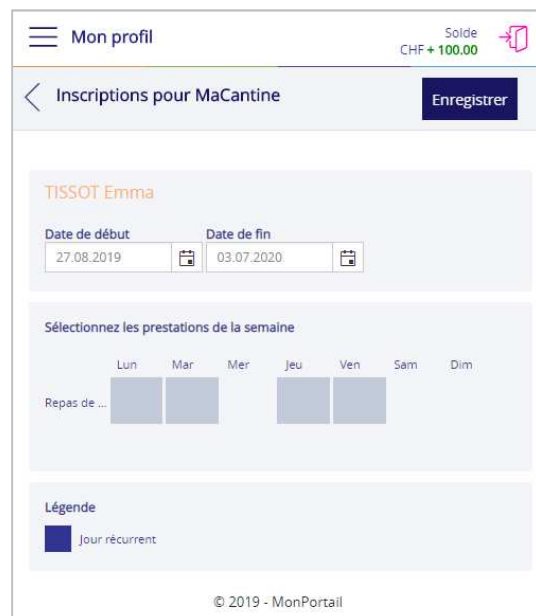 Mon profil
Solde
CHF + 100.00
Inscriptions pour MaCantine
Enregistrer
TISSOT Emma
Date de début Date de fin
27.08.2019 03.07.2020
Sélectionnez les prestations de la semaine
Lun Mar Mer Jeu Ven Sam Dim
Repas de ...
Légende
Jour récurrent
© 2019 - MonPortail